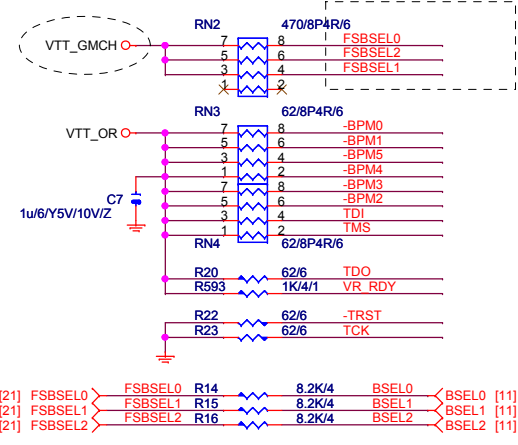 RN2 470/8P4R/6
VTT_GMCH 7 8 FSBSEL0
5 6 FSBSEL2
3 4 FSBSEL1
1 2
RN3 62/8P4R/6
VTT_OR 7 8 -BPM0
5 6 -BPM1
3 4 -BPM5
1 2 -BPM4
C7 7 8 -BPM3
1u/6/Y5V/10V/Z 5 6 -BPM2
3 4 TDI
1 2 TMS
RN4 62/8P4R/6
R20 62/6 TDO
R593 1K/4/1 VR_RDY
R22 62/6 -TRST
R23 62/6 TCK
[21] FSBSEL0 FSBSEL0 R14 8.2K/4 BSEL0 BSEL0 [11]
[21] FSBSEL1 FSBSEL1 R15 8.2K/4 BSEL1 BSEL1 [11]
[21] FSBSEL2 FSBSEL2 R16 8.2K/4 BSEL2 BSEL2 [11]